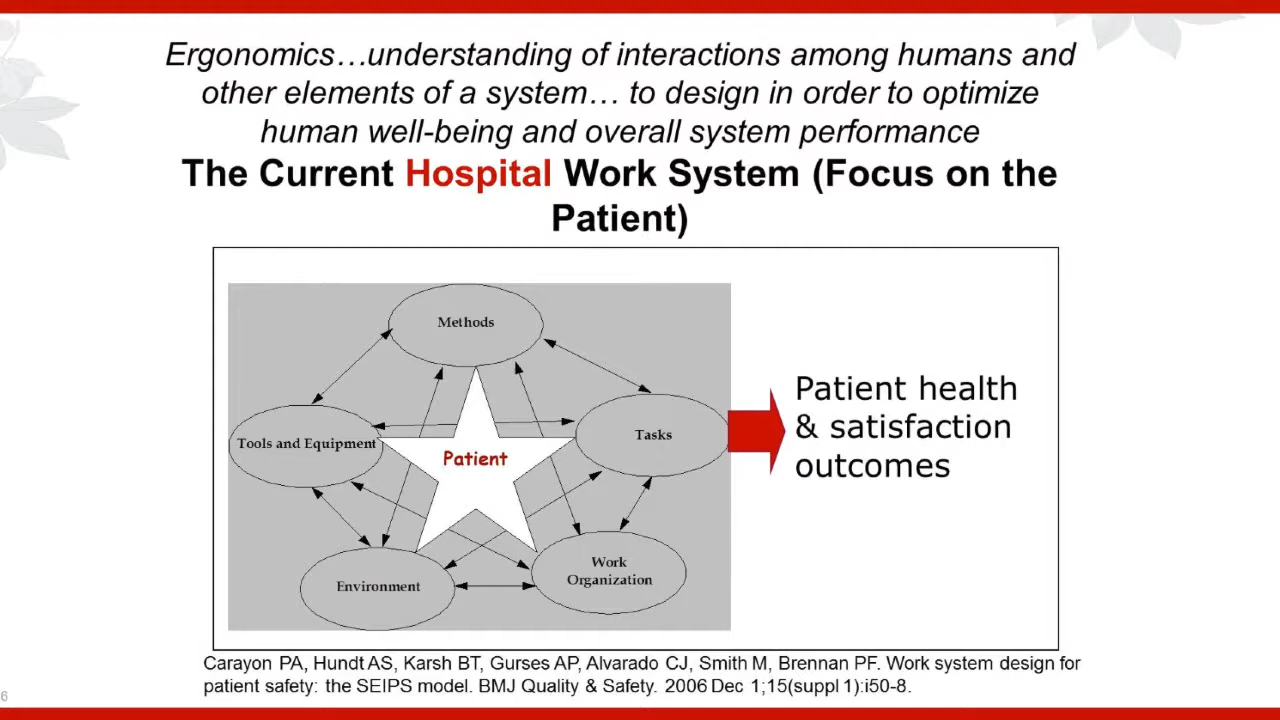 Ergonomics…understanding of interactions among humans and
other elements of a system… to design in order to optimize
human well-being and overall system performance
The Current Hospital Work System (Focus on the
Patient)
Methods
Tools and Equipment
Tasks
Patient
Patient health
& satisfaction
outcomes
Environment
Work
Organization
Carayon PA, Hundt AS, Karsh BT, Gurses AP, Alvarado CJ, Smith M, Brennan PF. Work system design for
patient safety: the SEIPS model. BMJ Quality & Safety. 2006 Dec 1;15(suppl 1):i50-8.
6